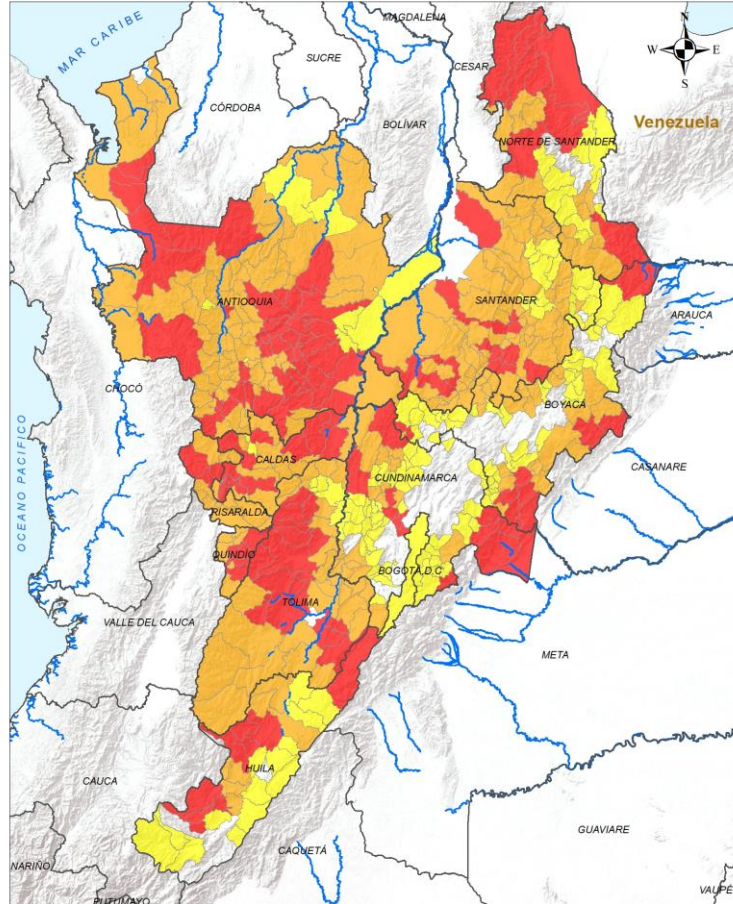 MAGDALENA
N
MAR CARIBE
SUCRE
W E
CESAR
S
CÓRDOBA
BOLÍVAR
Venezuela
NORTE DE SANTANDER
ANTIOQUIA
SANTANDER
ARAUCA
CHOCÓ
BOYACÁ
OCEANO PACIFICO
CALDAS
CUNDINAMARCA
CASANARE
RISARALDA
QUINDÍO
BOGOTÁ, D.C
TOLIMA
VALLE DEL CAUCA
META
HUILA
CAUCA
GUAVIARE
CAQUETÁ
NARIÑO
PUTUMAYO
VAUPÉ